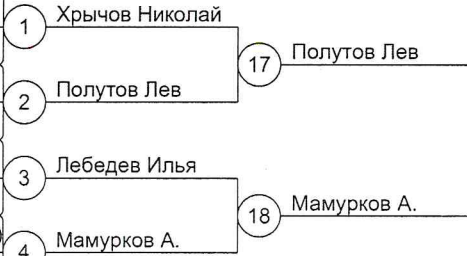 1 Хрычов Николай
17 Полутов Лев
2 Полутов Лев
3 Лебедев Илья
18 Мамурков А.
4 Мамурков А.